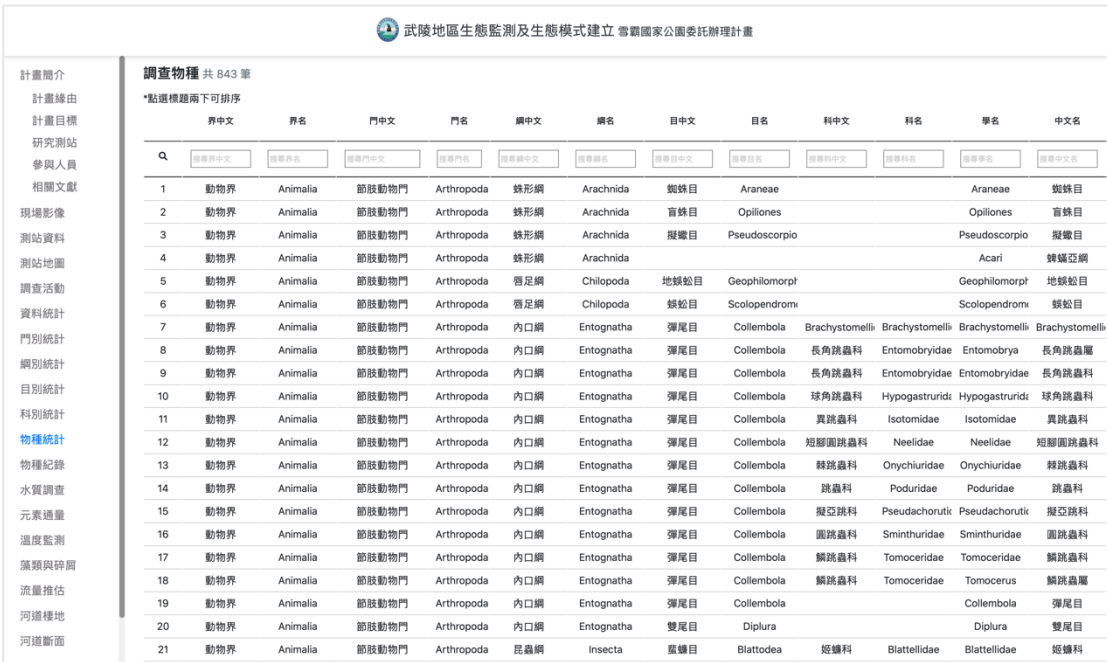 武陵地區生態監測及生態模式建立 雪霸國家公園委託辦理計畫
計畫簡介
計畫緣由
計畫目標
研究測站
參與人員
相關文獻
現場影像
測站資料
測站地圖
調查活動
資料統計
門別統計
綱別統計
目別統計
科別統計
物種統計
物種紀錄
水質調查
元素通量
溫度監測
藻類與碎屑
流量推估
河道棲地
河道斷面
調查物種 共 843 筆
*點選標題兩下可排序
界中文 界名 門中文 門名 綱中文 綱名 目中文 目名 科中文 科名 學名 中文名
搜尋界中文 搜尋界名 搜尋門中文 搜尋門名 搜尋綱中文 搜尋綱名 搜尋目中文 搜尋目名 搜尋科中文 搜尋科名 搜尋學名 搜尋中文名
1 動物界 Animalia 節肢動物門 Arthropoda 蛛形綱 Arachnida 蜘蛛目 Araneae Araneae 蜘蛛目
2 動物界 Animalia 節肢動物門 Arthropoda 蛛形綱 Arachnida 盲蛛目 Opiliones Opiliones 盲蛛目
3 動物界 Animalia 節肢動物門 Arthropoda 蛛形綱 Arachnida 擬蠍目 Pseudoscorpio Pseudoscorpio 擬蠍目
4 動物界 Animalia 節肢動物門 Arthropoda 蛛形綱 Arachnida Acari 蜱蟎亞綱
5 動物界 Animalia 節肢動物門 Arthropoda 唇足綱 Chilopoda 地蜈蚣目 Geophilomorph Geophilomorph 地蜈蚣目
6 動物界 Animalia 節肢動物門 Arthropoda 唇足綱 Chilopoda 蜈蚣目 Scolopendromo Scolopendromo 蜈蚣目
7 動物界 Animalia 節肢動物門 Arthropoda 內口綱 Entognatha 彈尾目 Collembola Brachystomelli Brachystomelli Brachystomelli Brachystomelli
8 動物界 Animalia 節肢動物門 Arthropoda 內口綱 Entognatha 彈尾目 Collembola 長角跳蟲科 Entomobryidae Entomobrya 長角跳蟲屬
9 動物界 Animalia 節肢動物門 Arthropoda 內口綱 Entognatha 彈尾目 Collembola 長角跳蟲科 Entomobryidae Entomobryidae 長角跳蟲科
10 動物界 Animalia 節肢動物門 Arthropoda 內口綱 Entognatha 彈尾目 Collembola 球角跳蟲科 Hypogastrurida Hypogastrurida 球角跳蟲科
11 動物界 Animalia 節肢動物門 Arthropoda 內口綱 Entognatha 彈尾目 Collembola 異跳蟲科 Isotomidae Isotomidae 異跳蟲科
12 動物界 Animalia 節肢動物門 Arthropoda 內口綱 Entognatha 彈尾目 Collembola 短腳圓跳蟲科 Neelidae Neelidae 短腳圓跳蟲科
13 動物界 Animalia 節肢動物門 Arthropoda 內口綱 Entognatha 彈尾目 Collembola 棘跳蟲科 Onychiuridae Onychiuridae 棘跳蟲科
14 動物界 Animalia 節肢動物門 Arthropoda 內口綱 Entognatha 彈尾目 Collembola 跳蟲科 Poduridae Poduridae 跳蟲科
15 動物界 Animalia 節肢動物門 Arthropoda 內口綱 Entognatha 彈尾目 Collembola 擬亞跳科 Pseudachorutic Pseudachorutic 擬亞跳科
16 動物界 Animalia 節肢動物門 Arthropoda 內口綱 Entognatha 彈尾目 Collembola 圓跳蟲科 Sminthuridae Sminthuridae 圓跳蟲科
17 動物界 Animalia 節肢動物門 Arthropoda 內口綱 Entognatha 彈尾目 Collembola 鱗跳蟲科 Tomoceridae Tomoceridae 鱗跳蟲科
18 動物界 Animalia 節肢動物門 Arthropoda 內口綱 Entognatha 彈尾目 Collembola 鱗跳蟲科 Tomoceridae Tomocerus 鱗跳蟲屬
19 動物界 Animalia 節肢動物門 Arthropoda 內口綱 Entognatha 彈尾目 Collembola Collembola 彈尾目
20 動物界 Animalia 節肢動物門 Arthropoda 內口綱 Entognatha 雙尾目 Diplura Diplura 雙尾目
21 動物界 Animalia 節肢動物門 Arthropoda 昆蟲綱 Insecta 蜚蠊目 Blattodea 姬蠊科 Blattellidae Blattellidae 姬蠊科